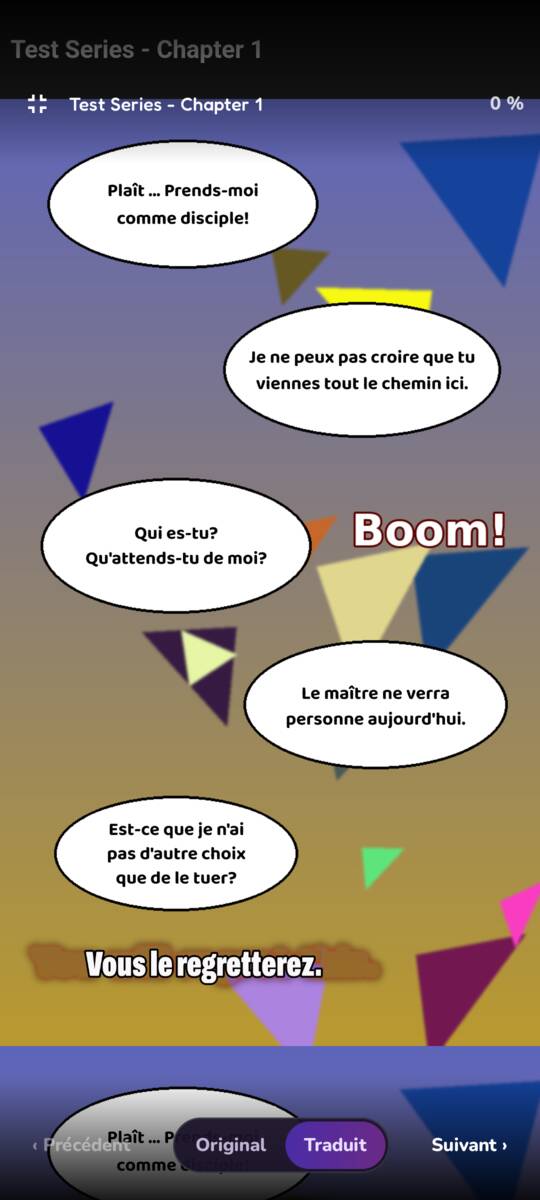 Test Series - Chapter 1
Test Series - Chapter 1
0 %
Plaît ... Prends-moi
comme disciple!
Je ne peux pas croire que tu
viennes tout le chemin ici.
Qui es-tu?
Qu'attends-tu de moi?
Boom!
Le maître ne verra
personne aujourd'hui.
Est-ce que je n'ai
pas d'autre choix
que de le tuer?
Vous le regretterez.
Plaît ... P
comme disciple!
‹ Précédent
Original
Traduit
Suivant ›